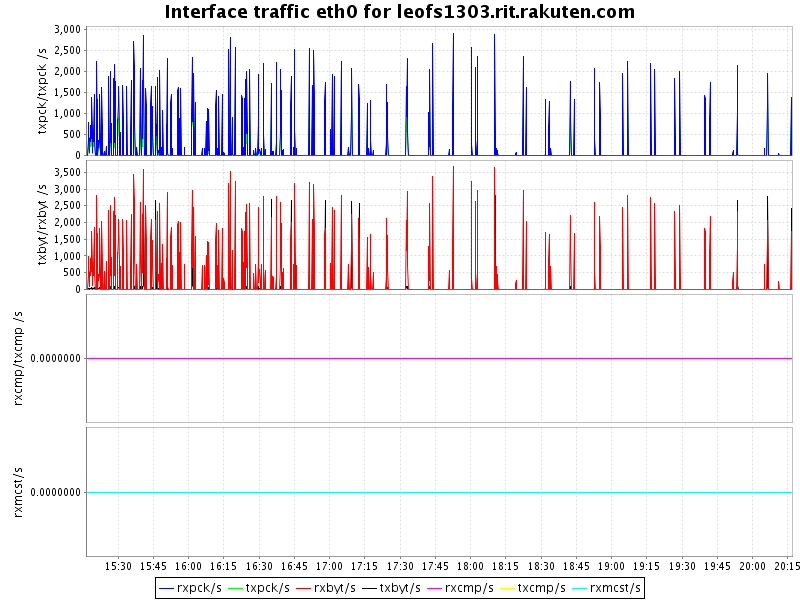 Interface traffic eth0 for leofs1303.rit.rakuten.com
txpck/txpck /s
3,000
2,500
2,000
1,500
1,000
500
0
txbyt/rxbyt /s
3,500
3,000
2,500
2,000
1,500
1,000
500
0
rxcmp/txcmp /s
0.0000000
rxmcst/s
0.0000000
15:30 15:45 16:00 16:15 16:30 16:45 17:00 17:15 17:30 17:45 18:00 18:15 18:30 18:45 19:00 19:15 19:30 19:45 20:00 20:15
rxpck/s txpck/s rxbyt/s txbyt/s rxcmp/s txcmp/s rxmcst/s